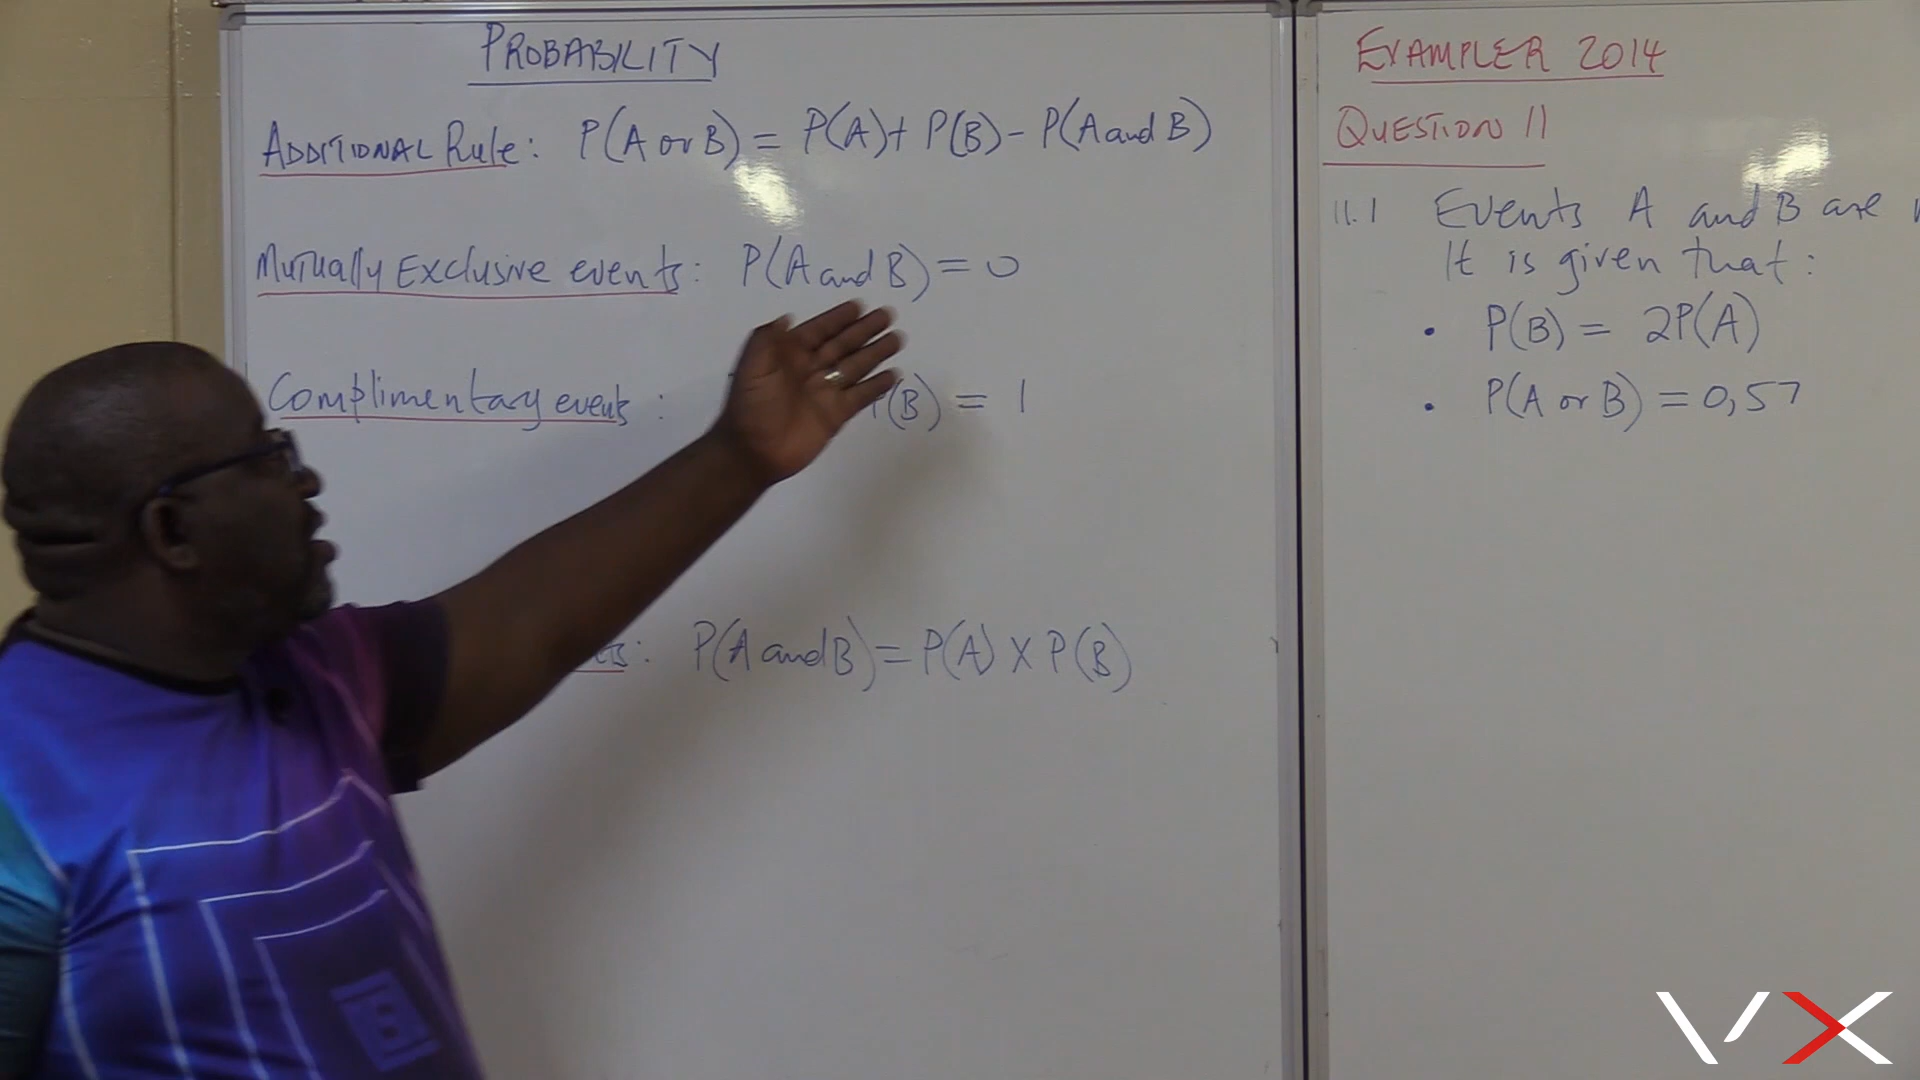 PROBABILITY
ADDITIONAL Rule: P(A or B) = P(A) + P(B) - P(A and B)
Mutually Exclusive events: P(A and B) = 0
Complimentary events: P(B) = 1
P(A and B) = P(A) X P(B)
EXAMPLER 2014
QUESTION 11
11.1 Events A and B are
It is given that:
• P(B) = 2P(A)
• P(A or B) = 0,57
VX